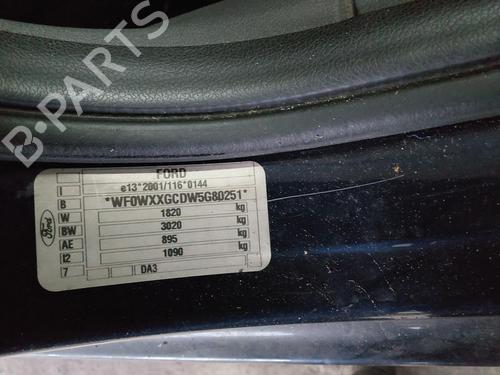 B-PARTS
FORD
e13*2001/116*0144
*WF0WXXGCDW5G80251*
I
B 1820 kg
W 3020 kg
BW 895 kg
AE 1090 kg
I2
7 DA3
Ford